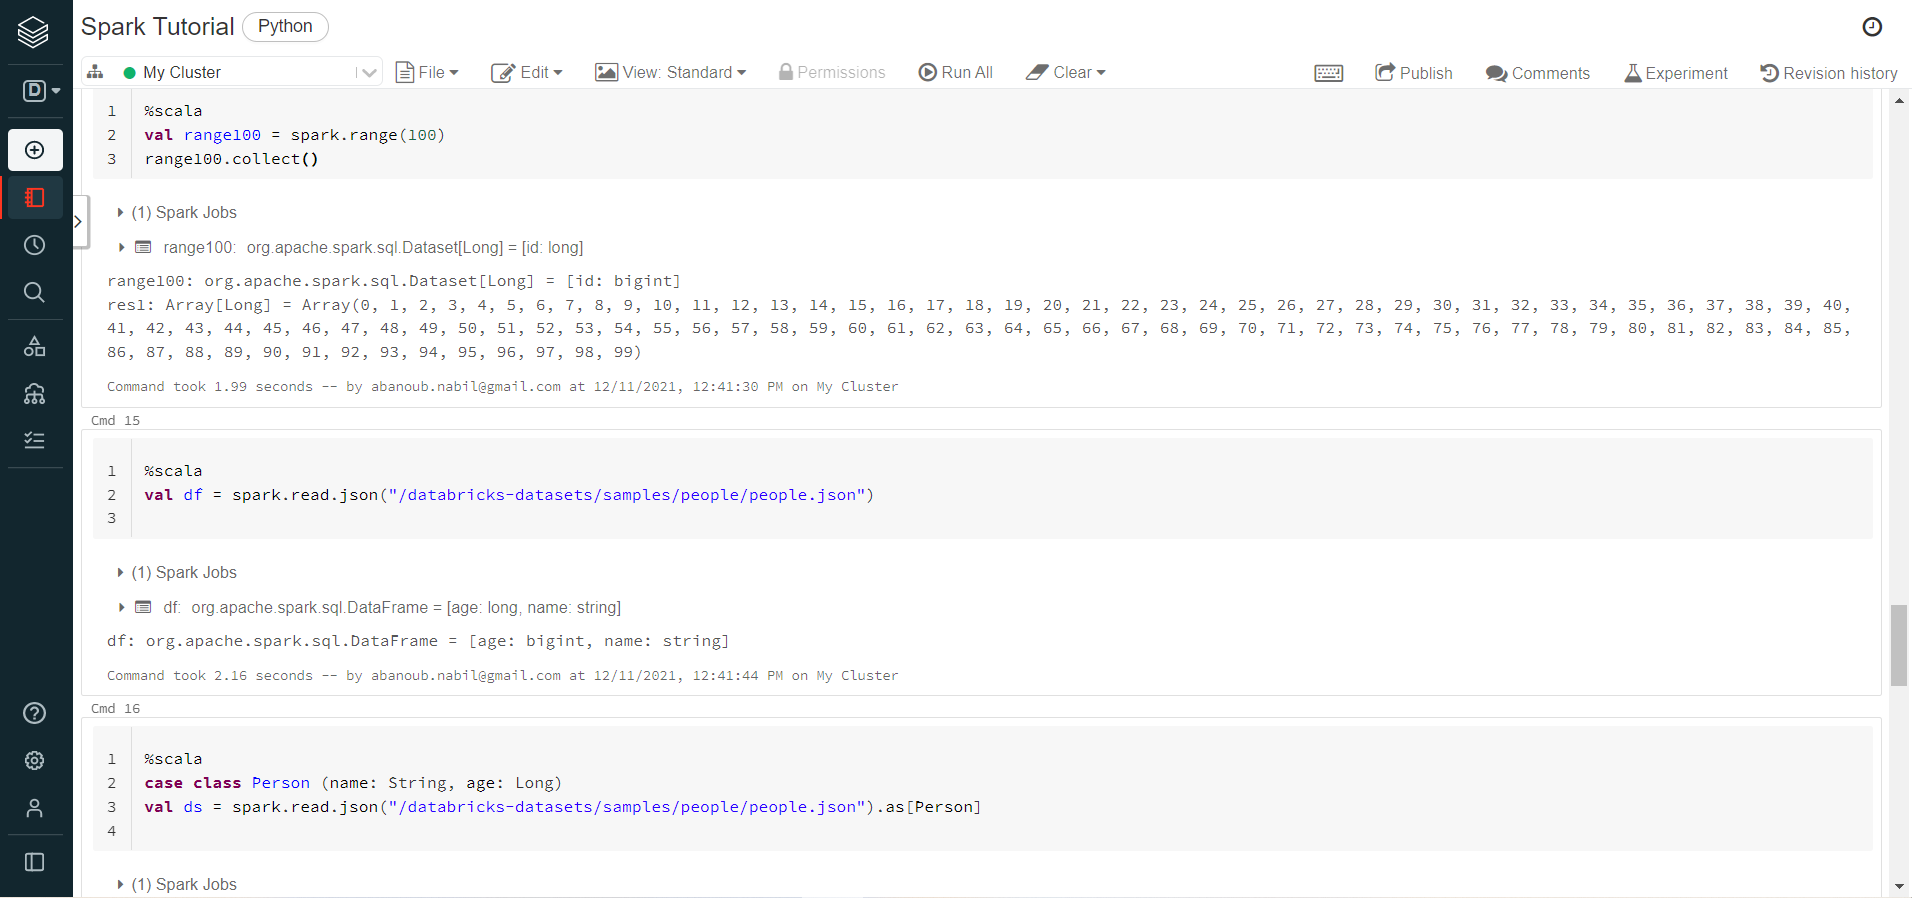 Spark Tutorial Python
D
My Cluster File Edit View: Standard Permissions Run All Clear Publish Comments Experiment Revision history
1 %scala
2 val range100 = spark.range(100)
3 range100.collect()
(1) Spark Jobs
range100: org.apache.spark.sql.Dataset[Long] = [id: long]
range100: org.apache.spark.sql.Dataset[Long] = [id: bigint]
res1: Array[Long] = Array(0, 1, 2, 3, 4, 5, 6, 7, 8, 9, 10, 11, 12, 13, 14, 15, 16, 17, 18, 19, 20, 21, 22, 23, 24, 25, 26, 27, 28, 29, 30, 31, 32, 33, 34, 35, 36, 37, 38, 39, 40,
41, 42, 43, 44, 45, 46, 47, 48, 49, 50, 51, 52, 53, 54, 55, 56, 57, 58, 59, 60, 61, 62, 63, 64, 65, 66, 67, 68, 69, 70, 71, 72, 73, 74, 75, 76, 77, 78, 79, 80, 81, 82, 83, 84, 85,
86, 87, 88, 89, 90, 91, 92, 93, 94, 95, 96, 97, 98, 99)
Command took 1.99 seconds -- by abanoub.nabil@gmail.com at 12/11/2021, 12:41:30 PM on My Cluster
Cmd 15
1 %scala
2 val df = spark.read.json("/databricks-datasets/samples/people/people.json")
3
(1) Spark Jobs
df: org.apache.spark.sql.DataFrame = [age: long, name: string]
df: org.apache.spark.sql.DataFrame = [age: bigint, name: string]
Command took 2.16 seconds -- by abanoub.nabil@gmail.com at 12/11/2021, 12:41:44 PM on My Cluster
Cmd 16
1 %scala
2 case class Person (name: String, age: Long)
3 val ds = spark.read.json("/databricks-datasets/samples/people/people.json").as[Person]
4
(1) Spark Jobs